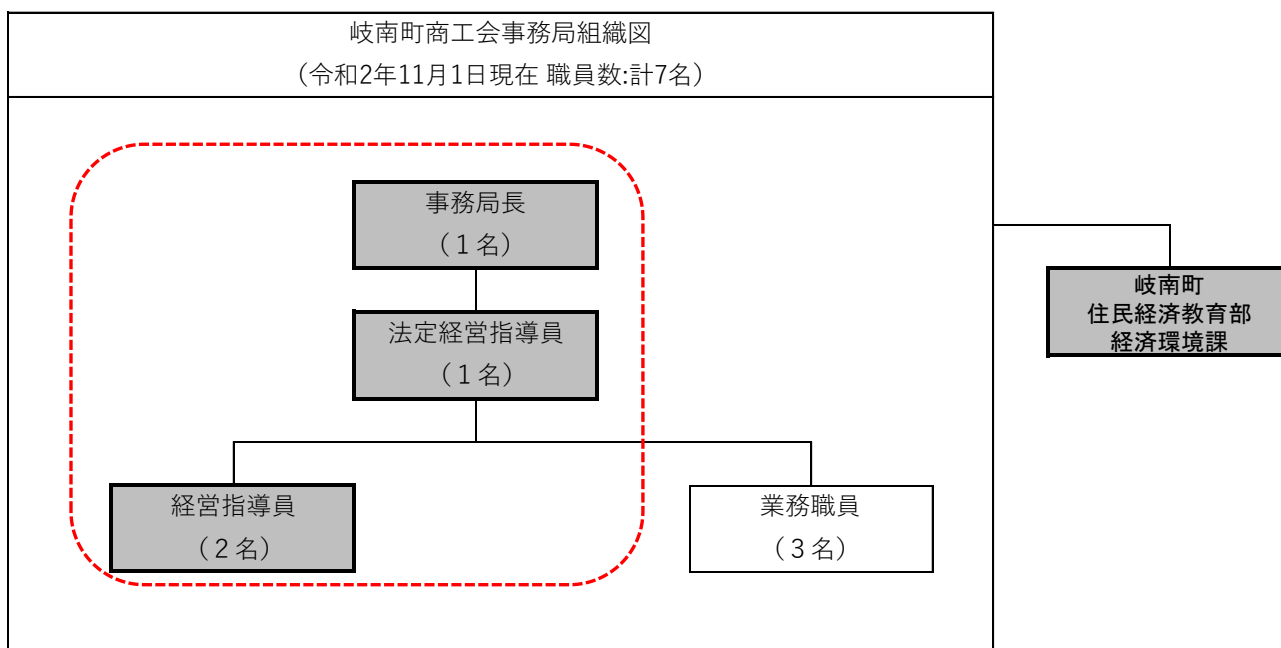 岐南町商工会事務局組織図
（令和2年11月1日現在 職員数:計7名）
事務局長
（１名）
法定経営指導員
（１名）
経営指導員
（２名）
業務職員
（３名）
岐南町
住民経済教育部
経済環境課